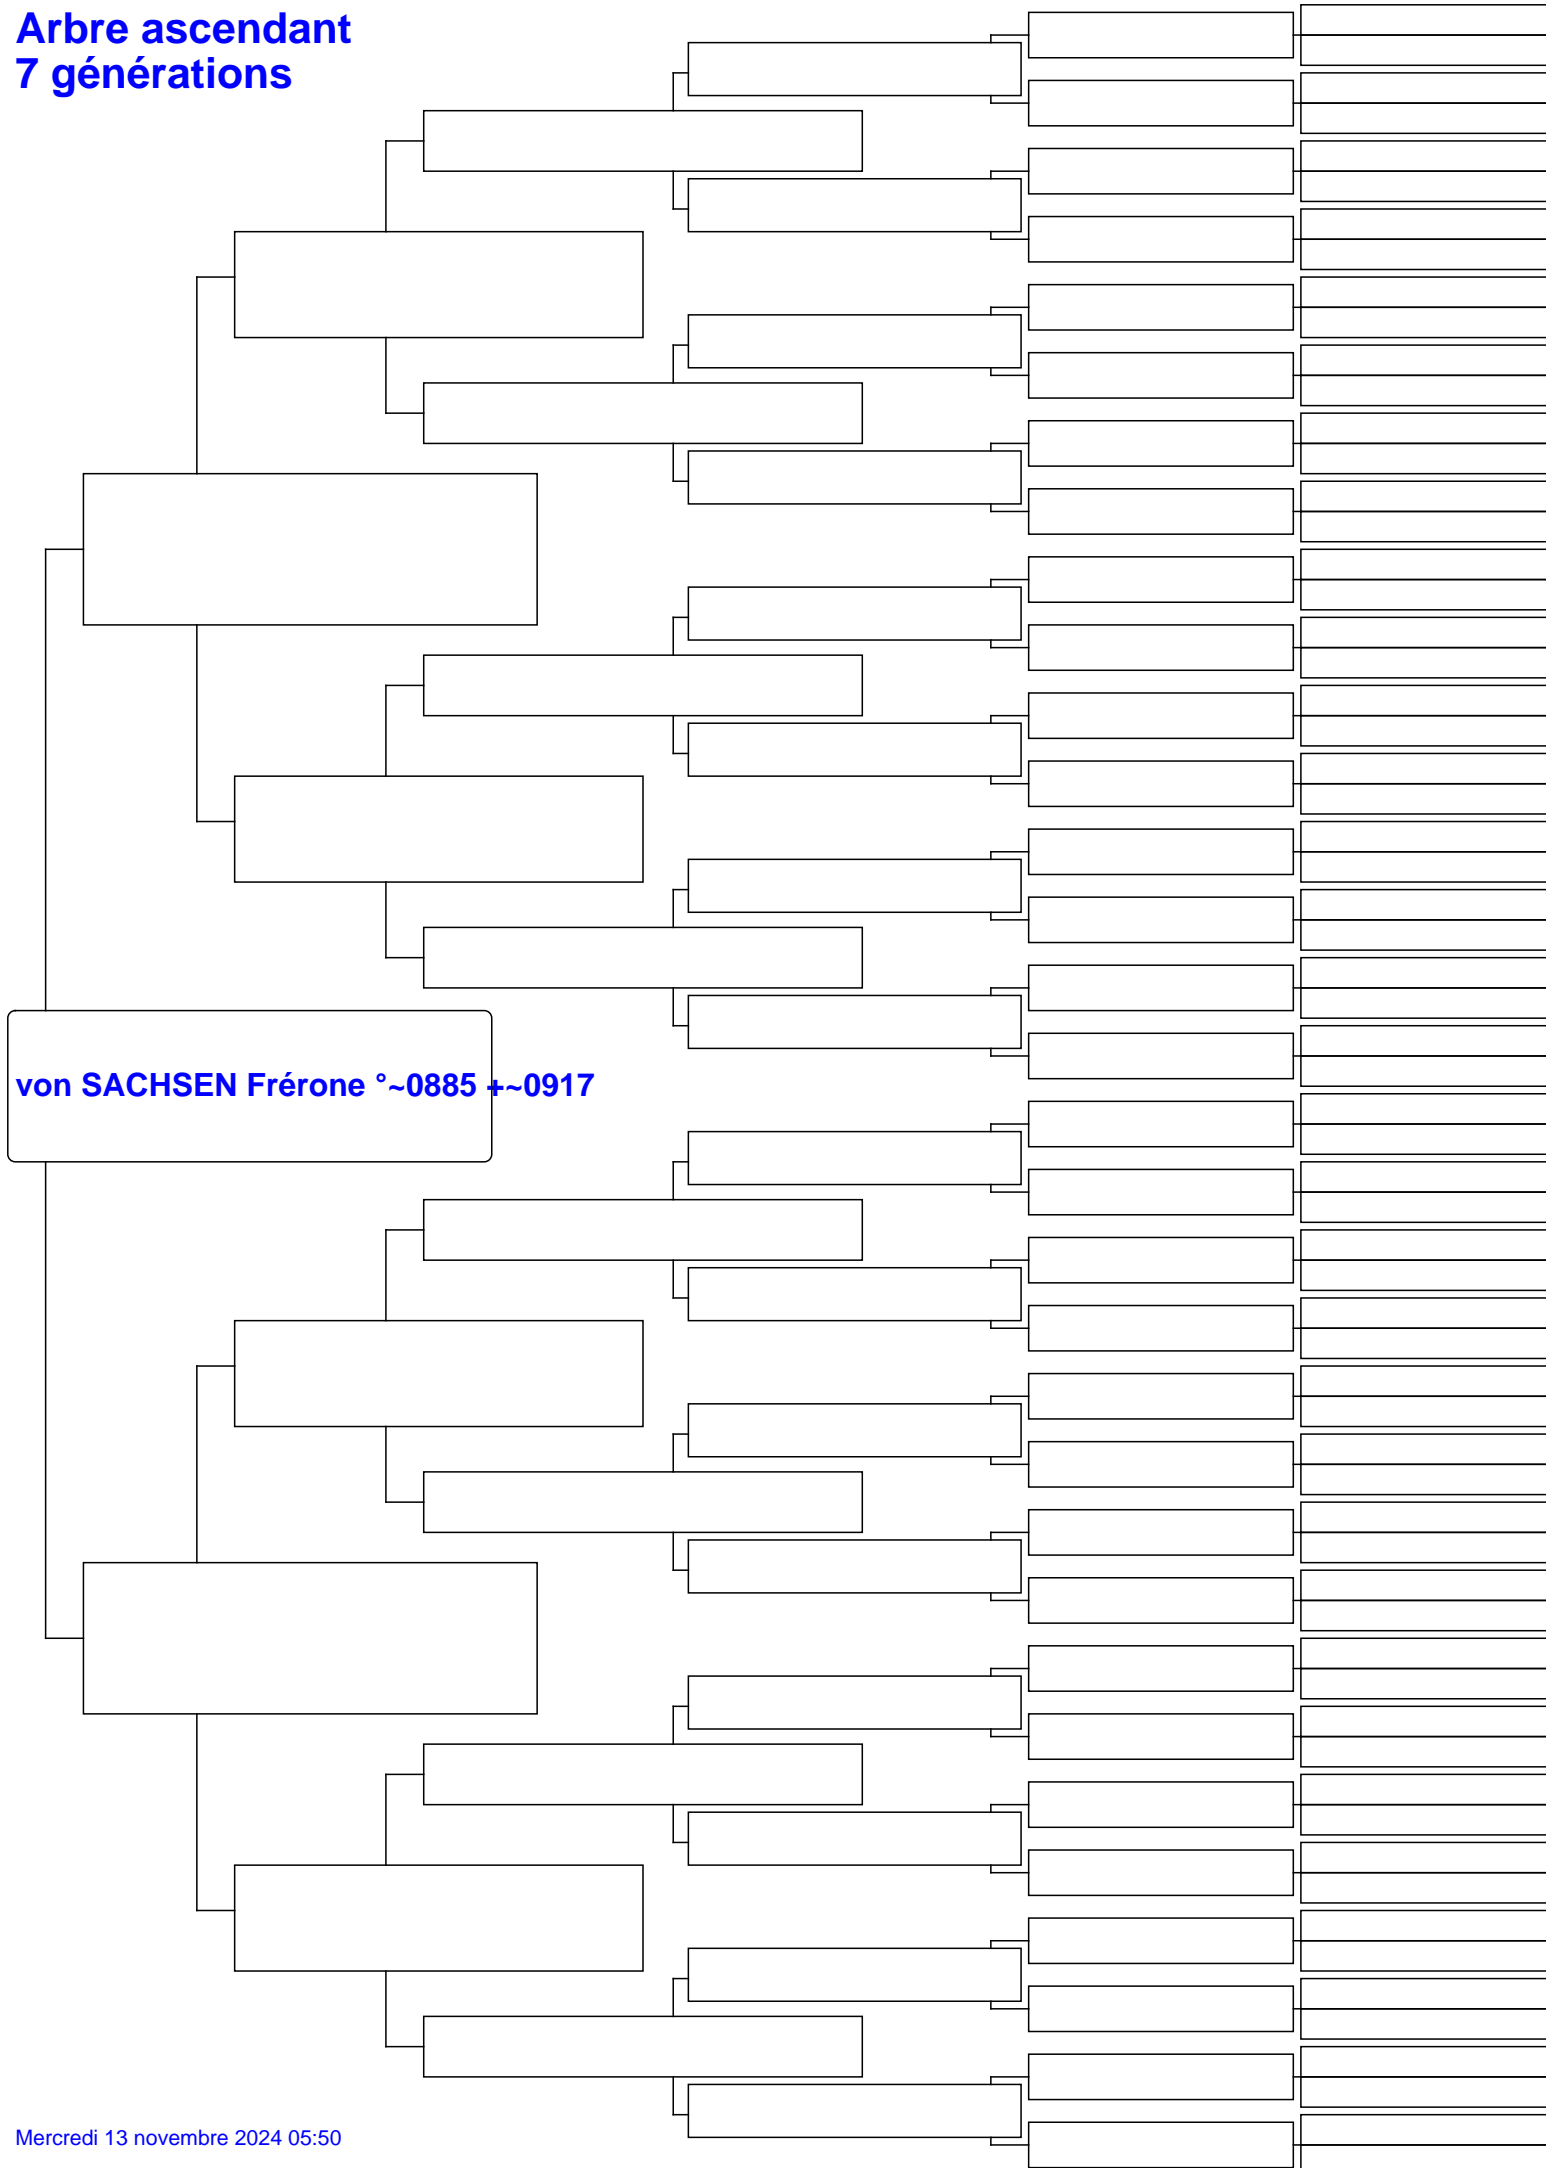 Arbre ascendant
7 générations
von SACHSEN Frérone °~0885 +~0917
Mercredi 13 novembre 2024 05:50